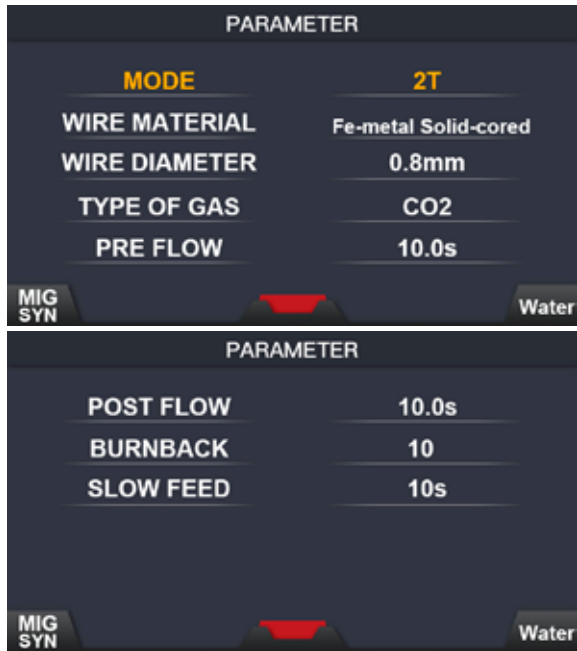 PARAMETER
MODE 2T
WIRE MATERIAL Fe-metal Solid-cored
WIRE DIAMETER 0.8mm
TYPE OF GAS CO2
PRE FLOW 10.0s
MIG
SYN
Water
PARAMETER
POST FLOW 10.0s
BURNBACK 10
SLOW FEED 10s
MIG
SYN
Water